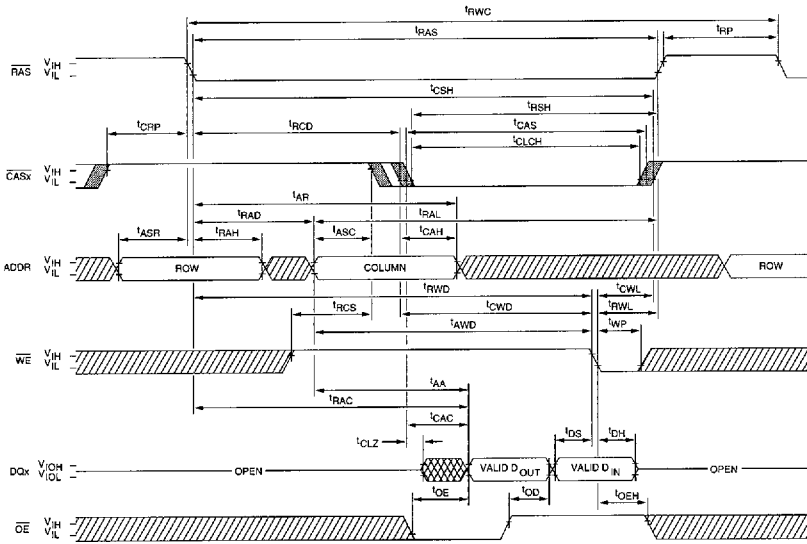 tRWC
tRAS
tRP
RAS VIH
VIL
tCSH
tRSH
tCRP
tRCD
tCAS
tCLCH
CASx VIH
VIL
tAR
tRAD
tRAL
tASR
tRAH
tASC
tCAH
ADDR VIH
VIL
ROW
COLUMN
ROW
tRWD
tCWL
tRCS
tCWD
tRWL
tAWD
tWP
WE VIH
VIL
tAA
tRAC
tCAC
tCLZ
tDS
tDH
DQx VIOH
VIOL
OPEN
VALID DOUT
VALID DIN
OPEN
tOE
tOD
tOEH
OE VIH
VIL